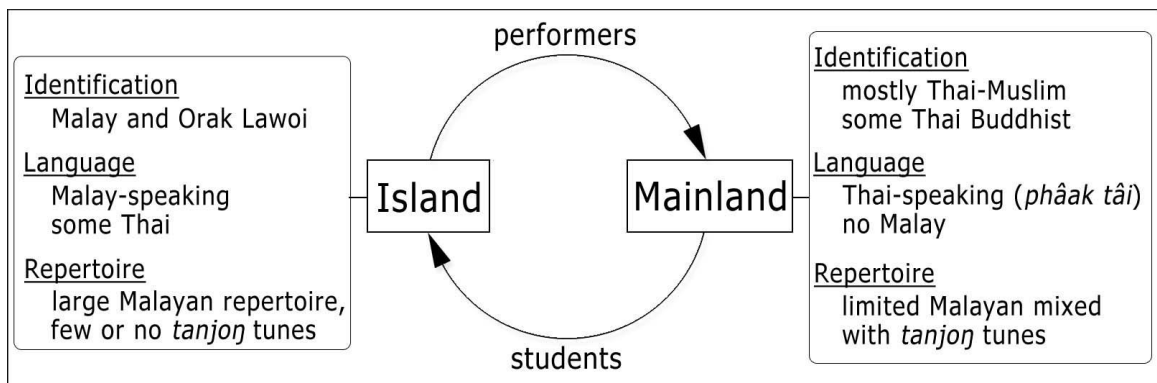 performers
Identification
Malay and Orak Lawoi
Language
Malay-speaking
some Thai
Repertoire
large Malayan repertoire,
few or no tanjoŋ tunes
Island
Mainland
Identification
mostly Thai-Muslim
some Thai Buddhist
Language
Thai-speaking (phâak tâi)
no Malay
Repertoire
limited Malayan mixed
with tanjoŋ tunes
students